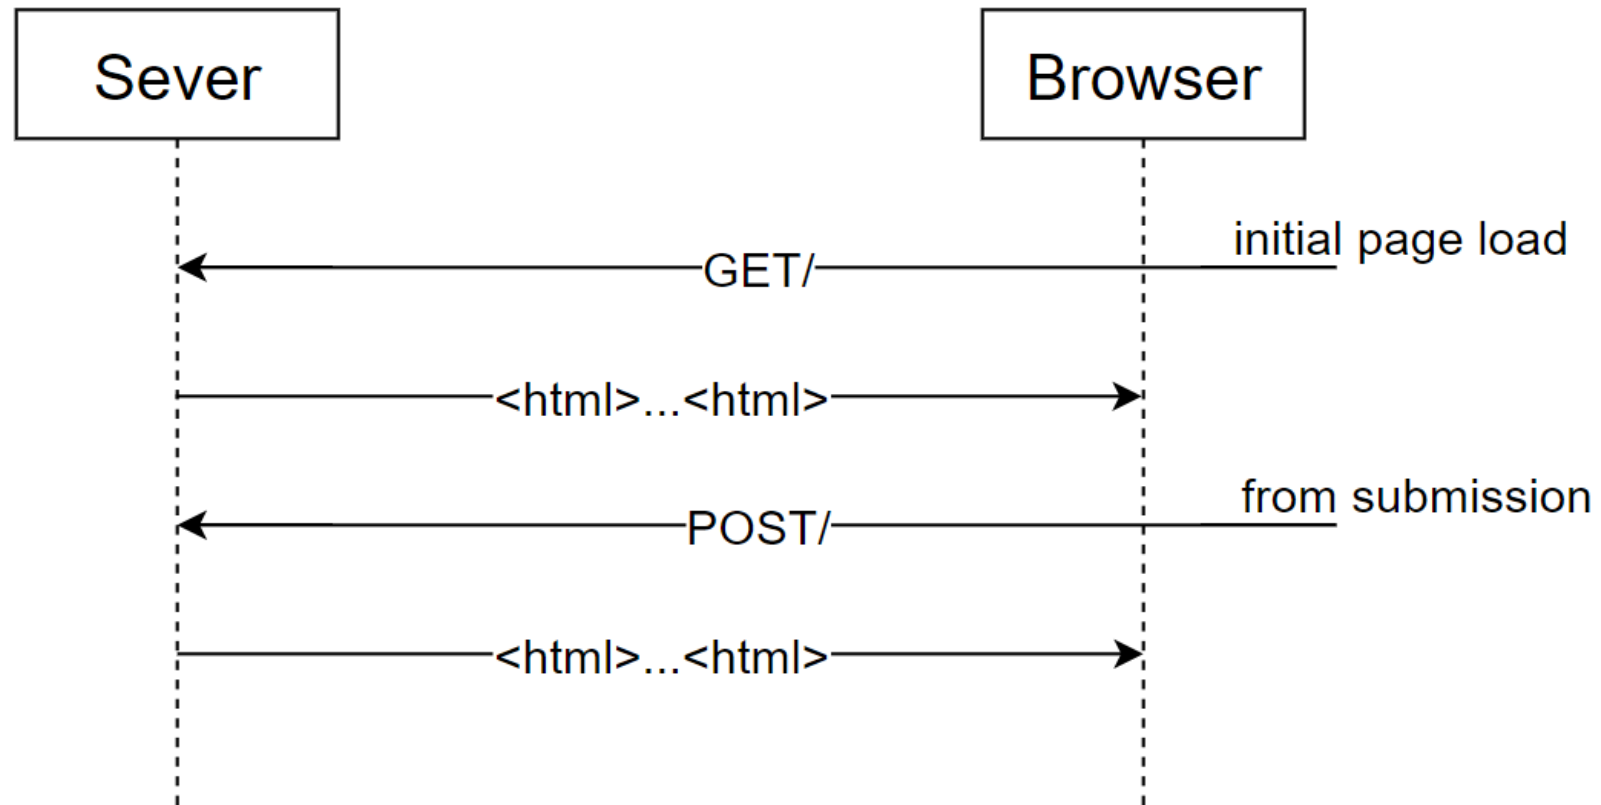 Sever
Browser
initial page load
GET/
<html>...<html>
from submission
POST/
<html>...<html>